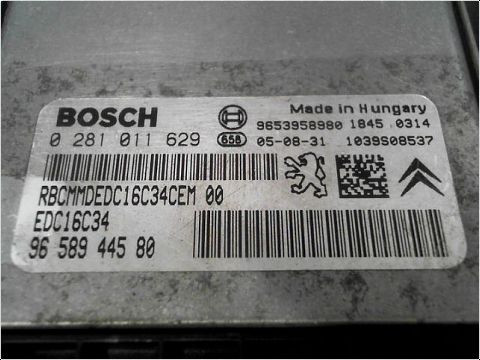 BOSCH
Made in Hungary
9653958980 1845 0314
0 281 011 629 656 05-08-31 1039S08537
RBCMMDEDC16C34CEM 00
EDC16C34
96 589 445 80